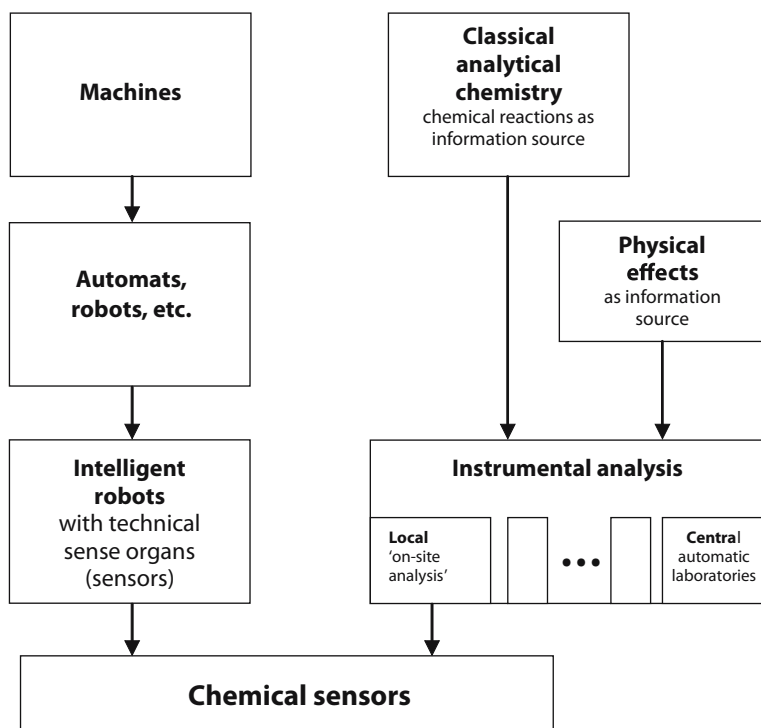 Machines
Automats,
robots, etc.
Intelligent
robots
with technical
sense organs
(sensors)
Classical
analytical
chemistry
chemical reactions as
information source
Physical
effects
as information
source
Instrumental analysis
Local
‘on-site
analysis’
•••
Central
automatic
laboratories
Chemical sensors